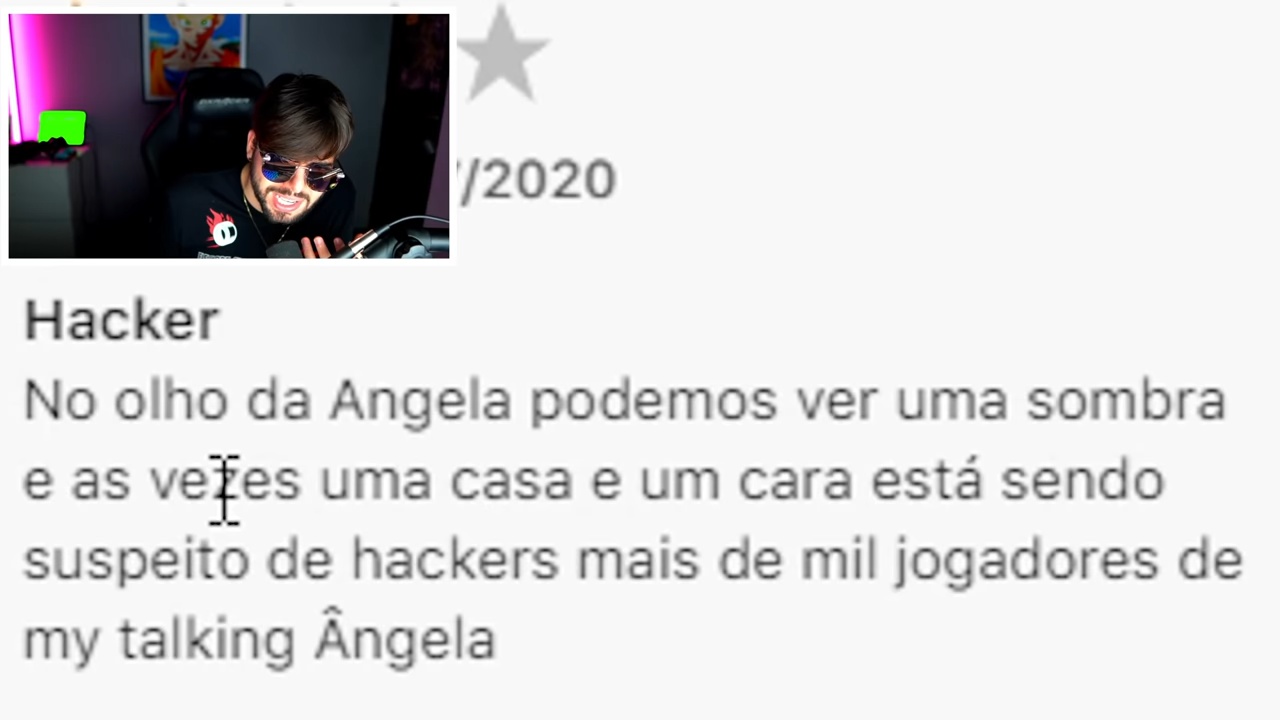 /2020
Hacker
No olho da Angela podemos ver uma sombra
e as vezes uma casa e um cara está sendo
suspeito de hackers mais de mil jogadores de
my talking Ângela